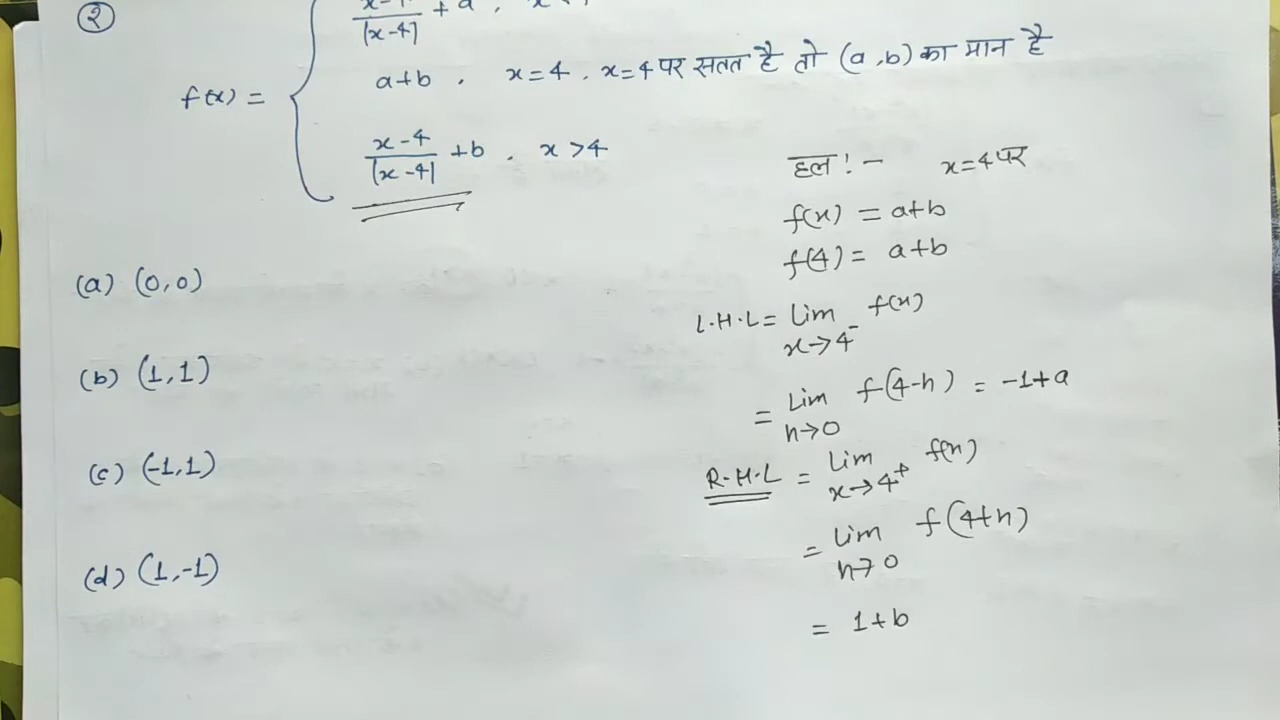 २
x-4/|x-4| + a , x<4
f(x) =
a+b , x=4 . x=4 पर सतत है तो (a,b) का मान है
x-4/|x-4| +b . x>4
(a) (0,0)
(b) (1,1)
(c) (-1,1)
(d) (1,-1)
हल ! - x=4 पर
f(x) = a+b
f(4) = a+b
L.H.L = Lim x→4⁻ f(x)
= Lim h→0 f(4-h) = -1+a
R.H.L = Lim x→4⁺ f(x)
= Lim h→0 f(4+h)
= 1+b